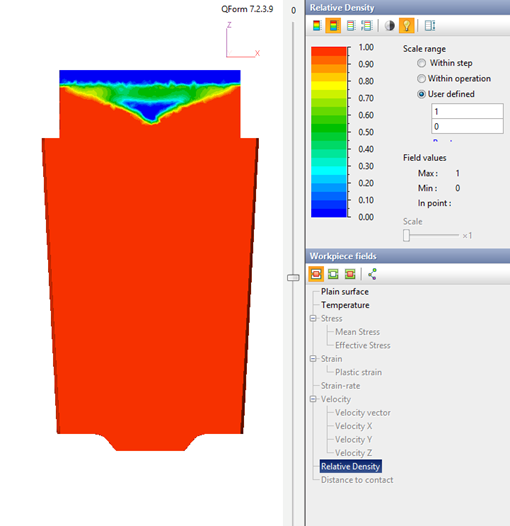 QForm 7.2.3.9
0
Z
X
Relative Density
1.00
0.90
0.80
0.70
0.60
0.50
0.40
0.30
0.20
0.10
0.00
Scale range
Within step
Within operation
User defined
1
0
Field values
Max : 1
Min : 0
In point :
Scale
×1
Workpiece fields
Plain surface
Temperature
Stress
Mean Stress
Effective Stress
Strain
Plastic strain
Strain-rate
Velocity
Velocity vector
Velocity X
Velocity Y
Velocity Z
Relative Density
Distance to contact